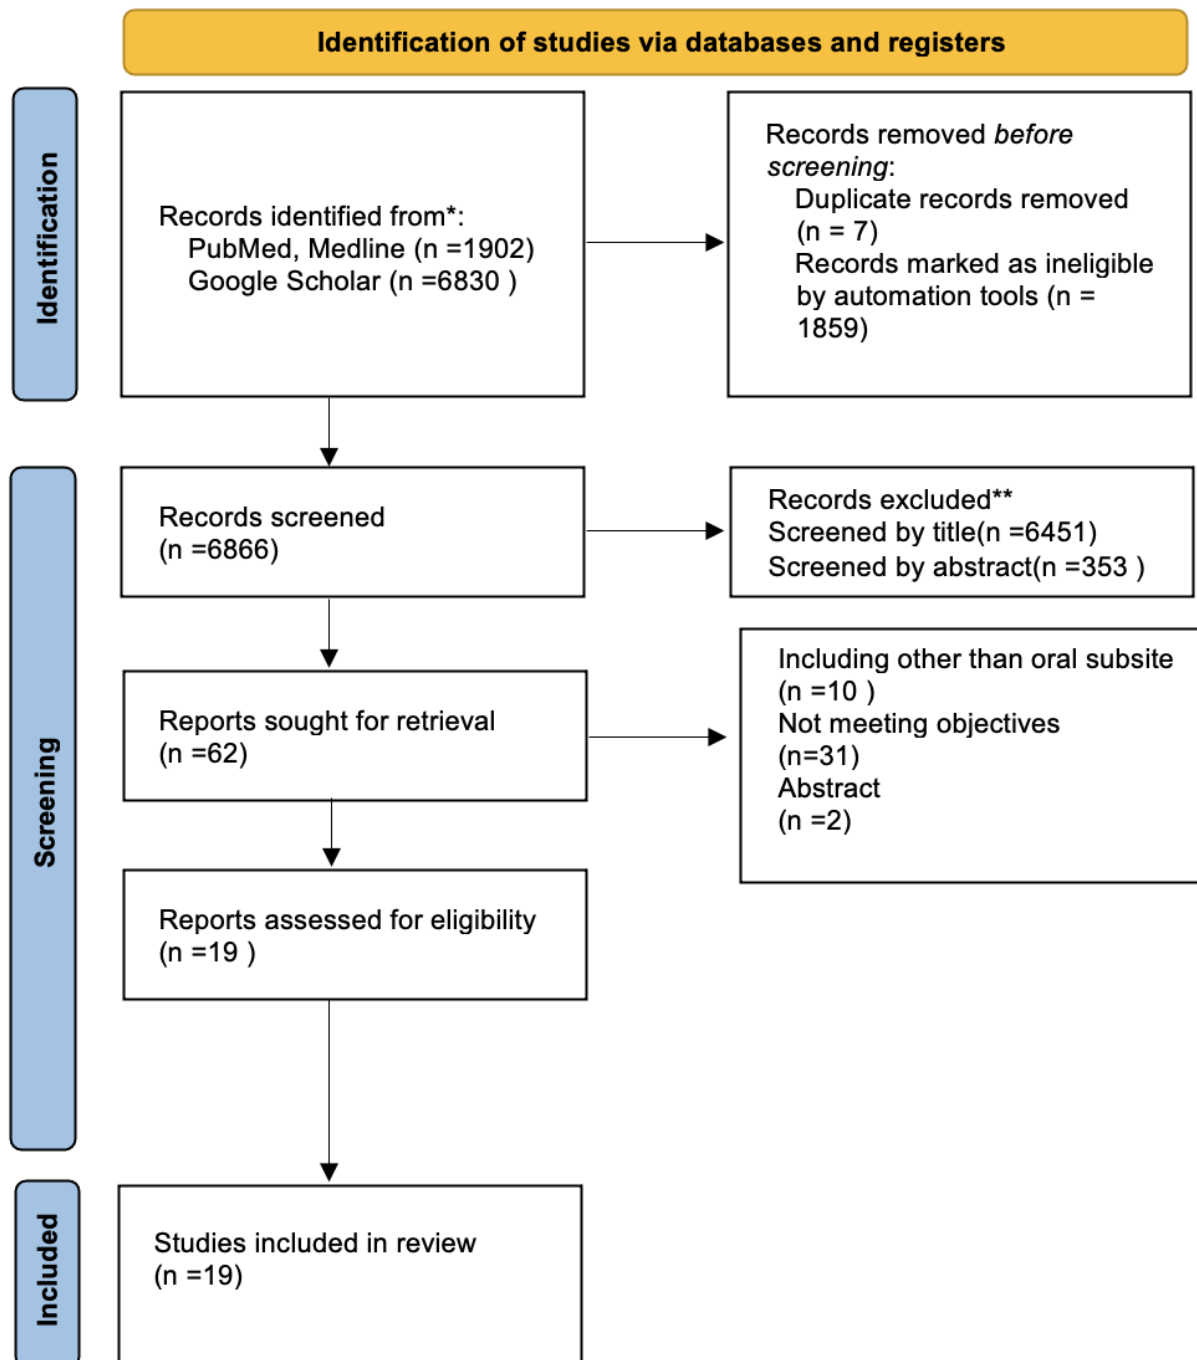 Identification of studies via databases and registers
Identification
Records identified from*:
PubMed, Medline (n =1902)
Google Scholar (n =6830 )
Records removed before
screening:
Duplicate records removed
(n = 7)
Records marked as ineligible
by automation tools (n =
1859)
Screening
Records screened
(n =6866)
Records excluded**
Screened by title(n =6451)
Screened by abstract(n =353 )
Reports sought for retrieval
(n =62)
Including other than oral subsite
(n =10 )
Not meeting objectives
(n=31)
Abstract
(n =2)
Reports assessed for eligibility
(n =19 )
Included
Studies included in review
(n =19)